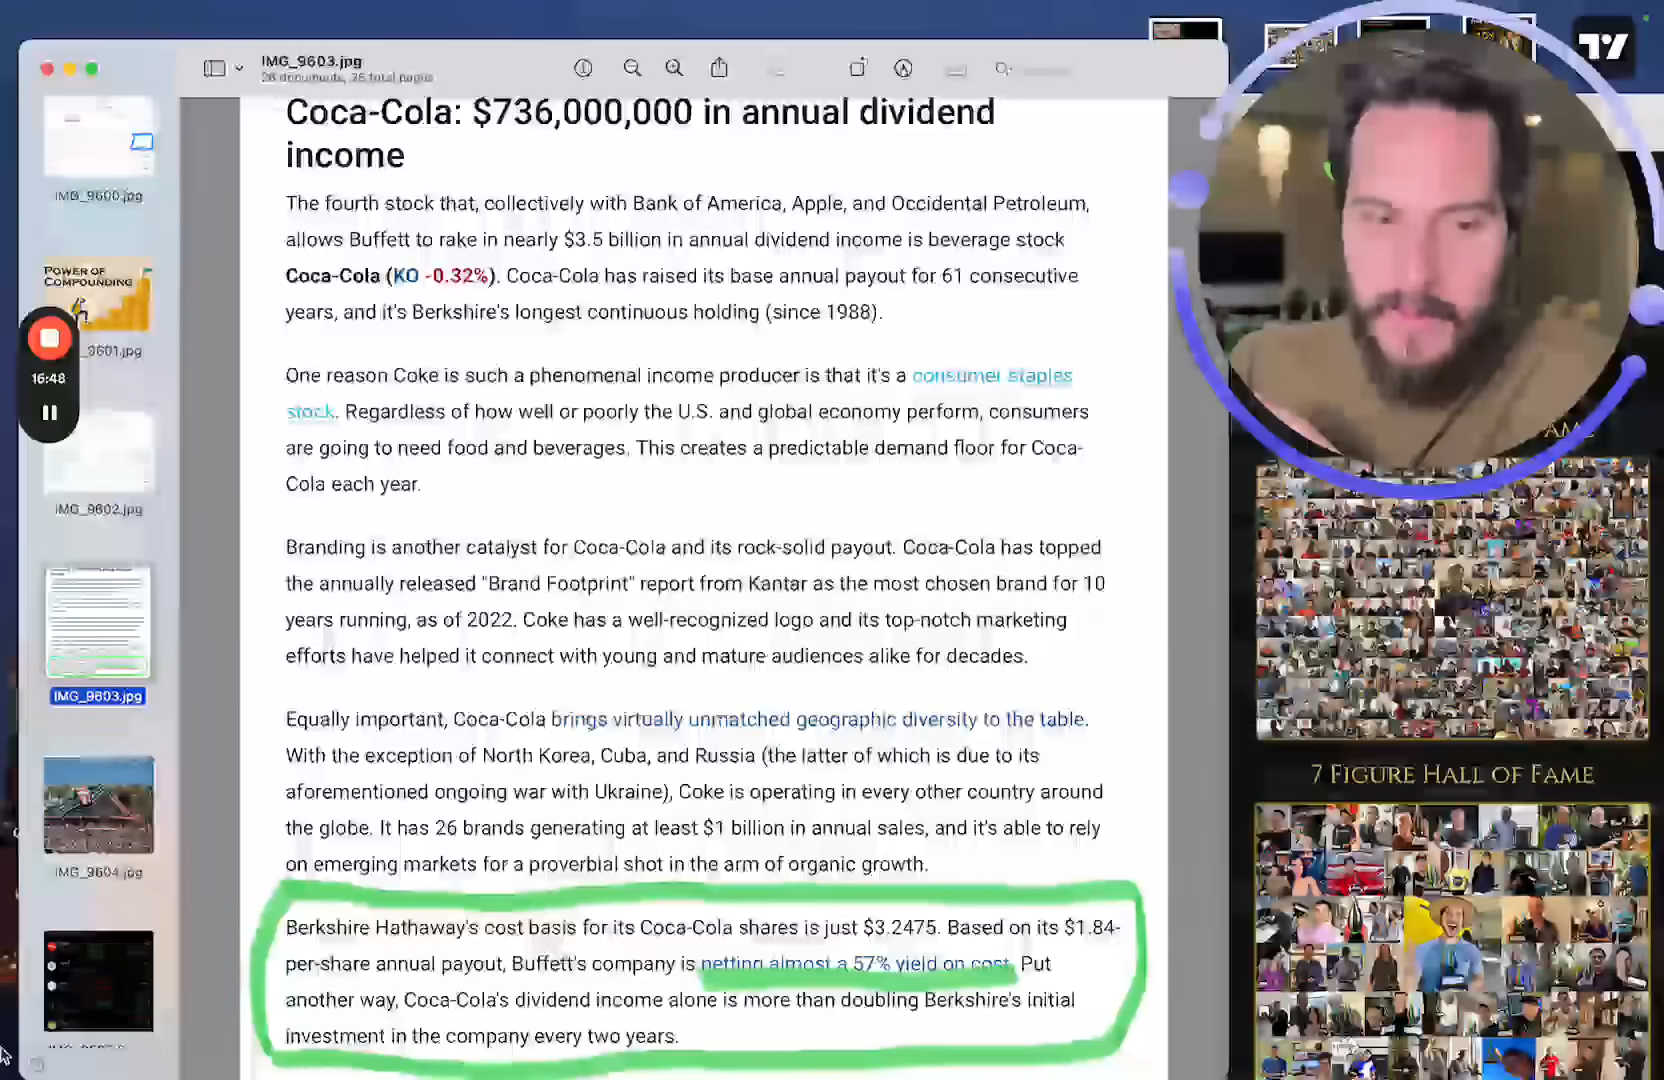 IMG_9603.jpg
26 documents, 26 total pages
Coca-Cola: $736,000,000 in annual dividend
income
The fourth stock that, collectively with Bank of America, Apple, and Occidental Petroleum,
allows Buffett to rake in nearly $3.5 billion in annual dividend income is beverage stock
Coca-Cola (KO -0.32%). Coca-Cola has raised its base annual payout for 61 consecutive
years, and it's Berkshire's longest continuous holding (since 1988).
One reason Coke is such a phenomenal income producer is that it's a consumer staples
stock. Regardless of how well or poorly the U.S. and global economy perform, consumers
are going to need food and beverages. This creates a predictable demand floor for Coca-
Cola each year.
Branding is another catalyst for Coca-Cola and its rock-solid payout. Coca-Cola has topped
the annually released "Brand Footprint" report from Kantar as the most chosen brand for 10
years running, as of 2022. Coke has a well-recognized logo and its top-notch marketing
efforts have helped it connect with young and mature audiences alike for decades.
Equally important, Coca-Cola brings virtually unmatched geographic diversity to the table.
With the exception of North Korea, Cuba, and Russia (the latter of which is due to its
aforementioned ongoing war with Ukraine), Coke is operating in every other country around
the globe. It has 26 brands generating at least $1 billion in annual sales, and it's able to rely
on emerging markets for a proverbial shot in the arm of organic growth.
Berkshire Hathaway's cost basis for its Coca-Cola shares is just $3.2475. Based on its $1.84-
per-share annual payout, Buffett's company is netting almost a 57% yield on cost. Put
another way, Coca-Cola's dividend income alone is more than doubling Berkshire's initial
investment in the company every two years.
IMG_9600.jpg
POWER OF
COMPOUNDING
_9601.jpg
16:48
IMG_9602.jpg
IMG_9603.jpg
IMG_9604.jpg
AME
7 FIGURE HALL OF FAME